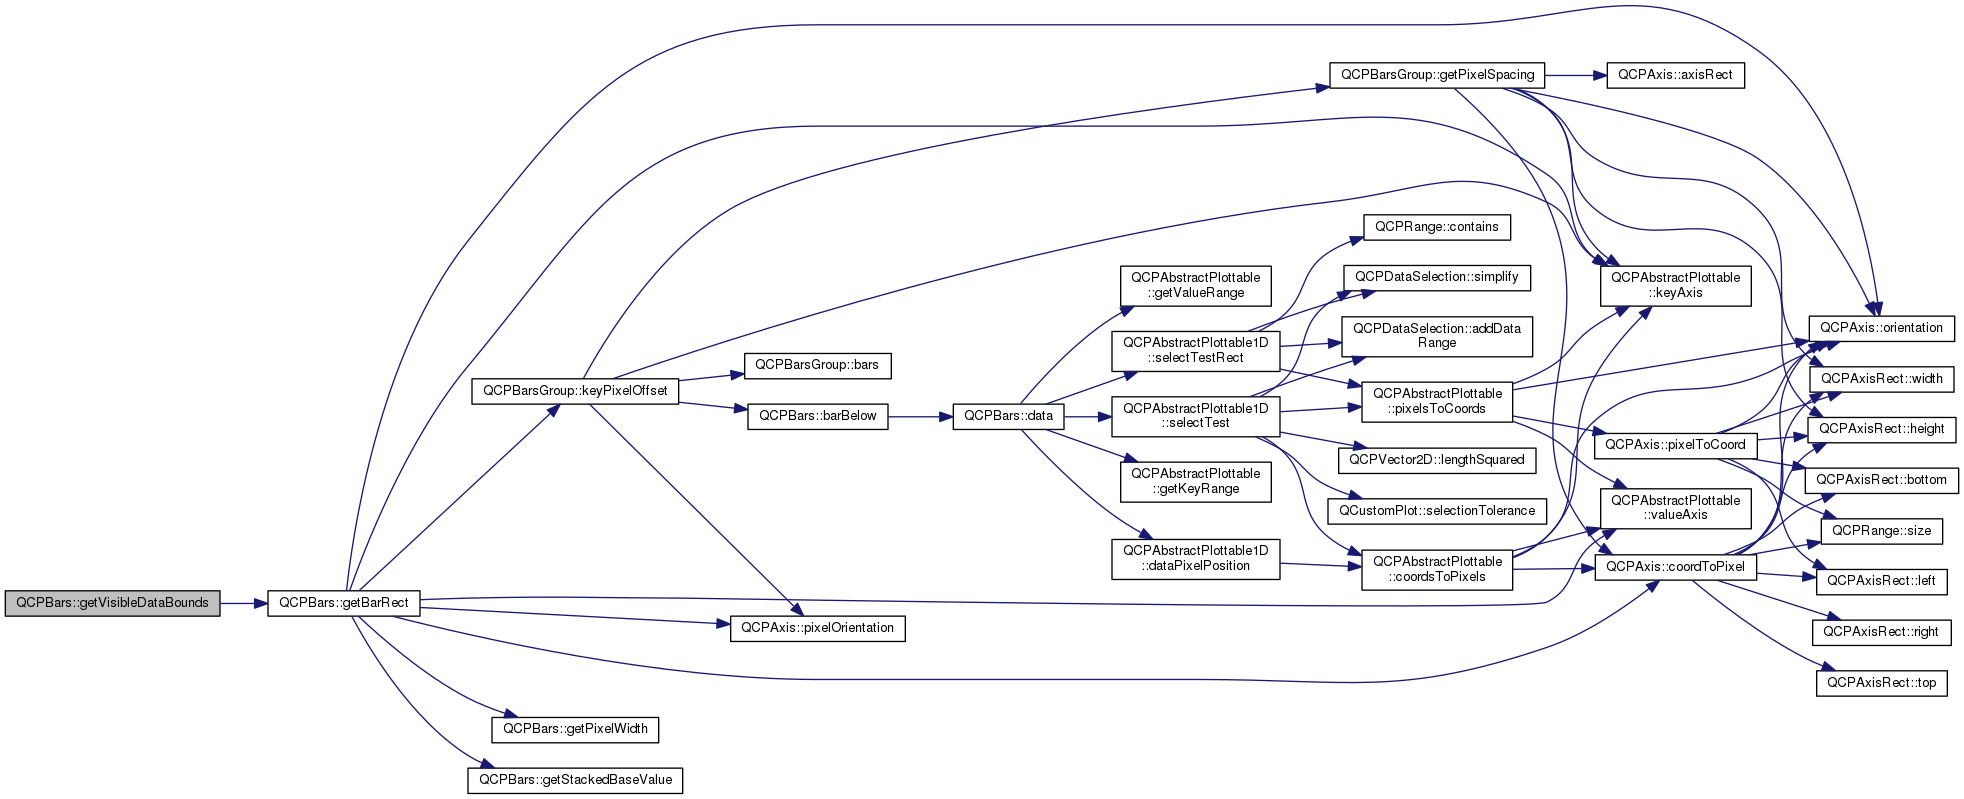 QCPBars::getVisibleDataBounds
QCPBars::getBarRect
QCPBarsGroup::keyPixelOffset
QCPBars::getPixelWidth
QCPBars::getStackedBaseValue
QCPBarsGroup::bars
QCPBars::barBelow
QCPAxis::pixelOrientation
QCPBars::data
QCPAbstractPlottable
::getValueRange
QCPAbstractPlottable1D
::selectTestRect
QCPAbstractPlottable1D
::selectTest
QCPAbstractPlottable
::getKeyRange
QCPAbstractPlottable1D
::dataPixelPosition
QCPBarsGroup::getPixelSpacing
QCPRange::contains
QCPDataSelection::simplify
QCPDataSelection::addData
Range
QCPAbstractPlottable
::pixelsToCoords
QCPVector2D::lengthSquared
QCustomPlot::selectionTolerance
QCPAbstractPlottable
::coordsToPixels
QCPAxis::axisRect
QCPAbstractPlottable
::keyAxis
QCPAxis::pixelToCoord
QCPAbstractPlottable
::valueAxis
QCPAxis::coordToPixel
QCPAxis::orientation
QCPAxisRect::width
QCPAxisRect::height
QCPAxisRect::bottom
QCPRange::size
QCPAxisRect::left
QCPAxisRect::right
QCPAxisRect::top